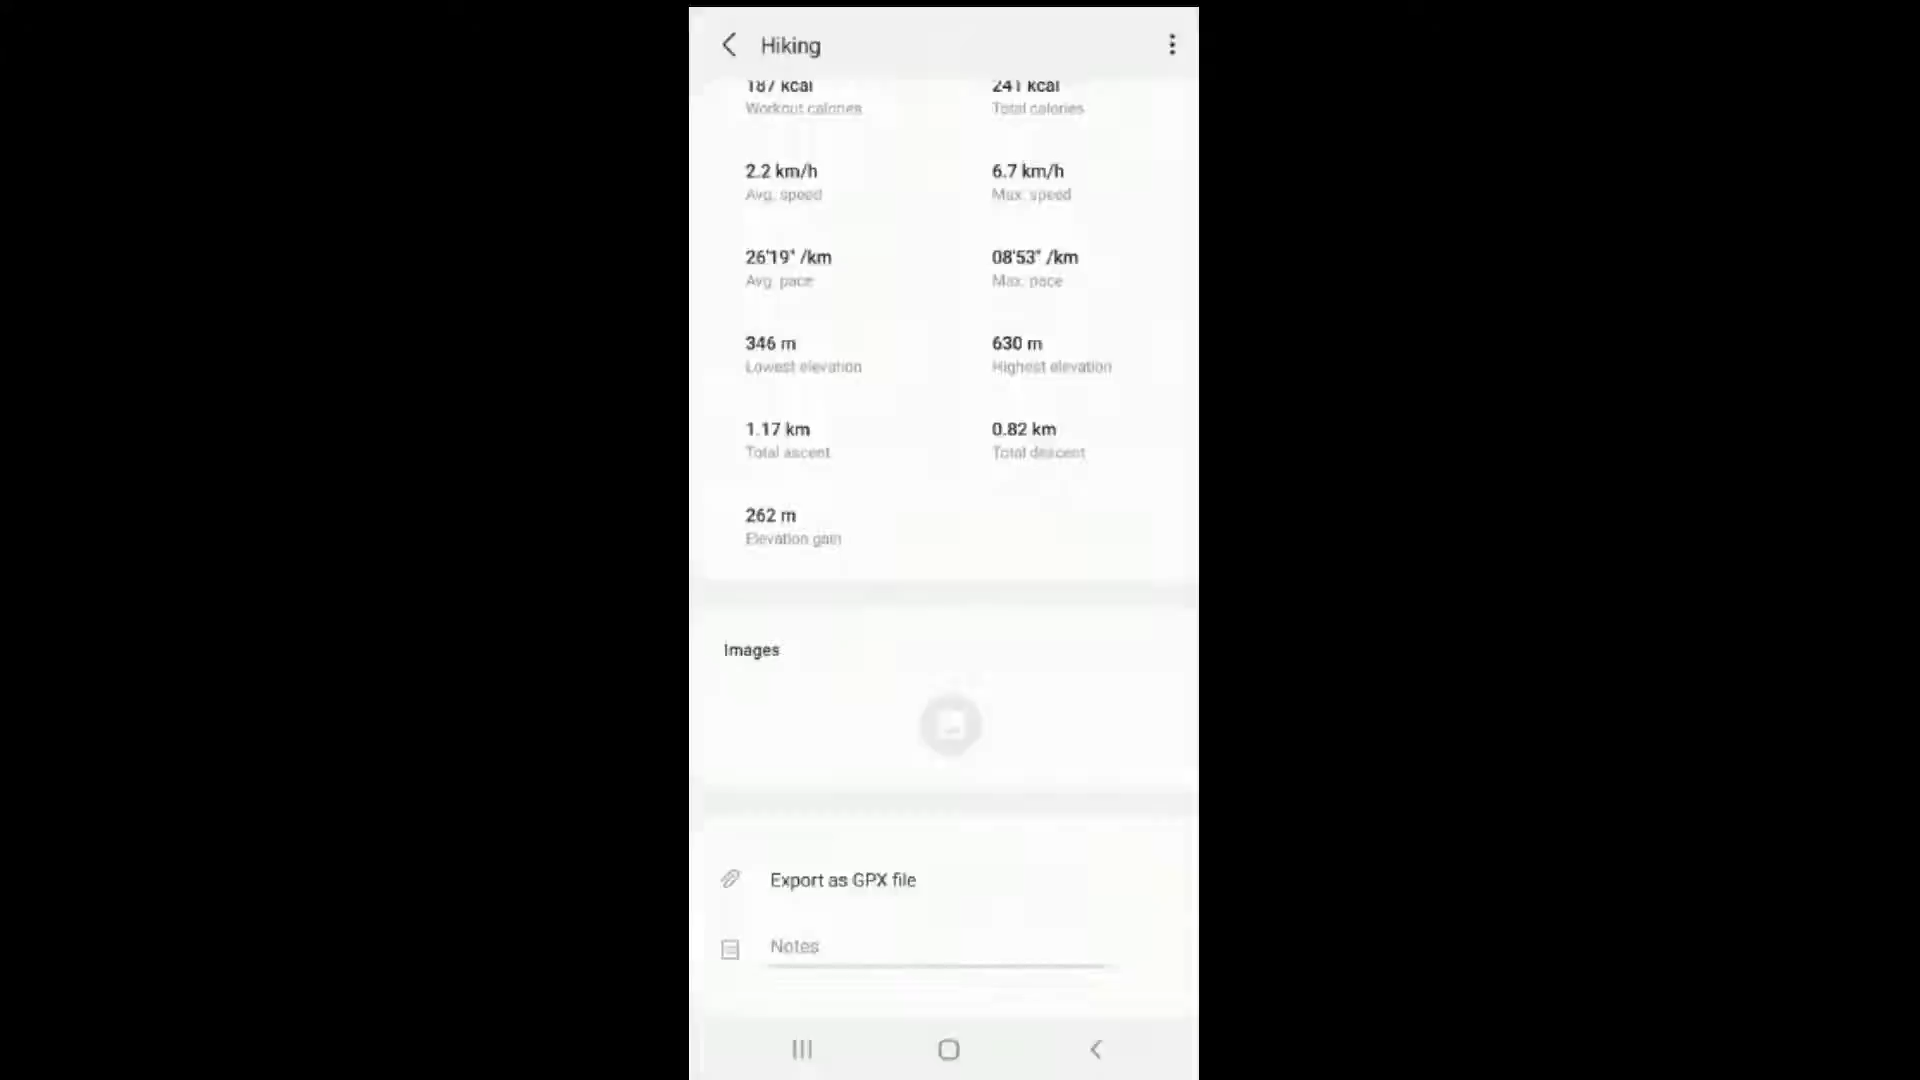 Hiking
187 kcal 241 kcal
Workout calories Total calories
2.2 km/h 6.7 km/h
Avg. speed Max. speed
26'19" /km 08'53" /km
Avg. pace Max. pace
346 m 630 m
Lowest elevation Highest elevation
1.17 km 0.82 km
Total ascent Total descent
262 m
Elevation gain
Images
Export as GPX file
Notes